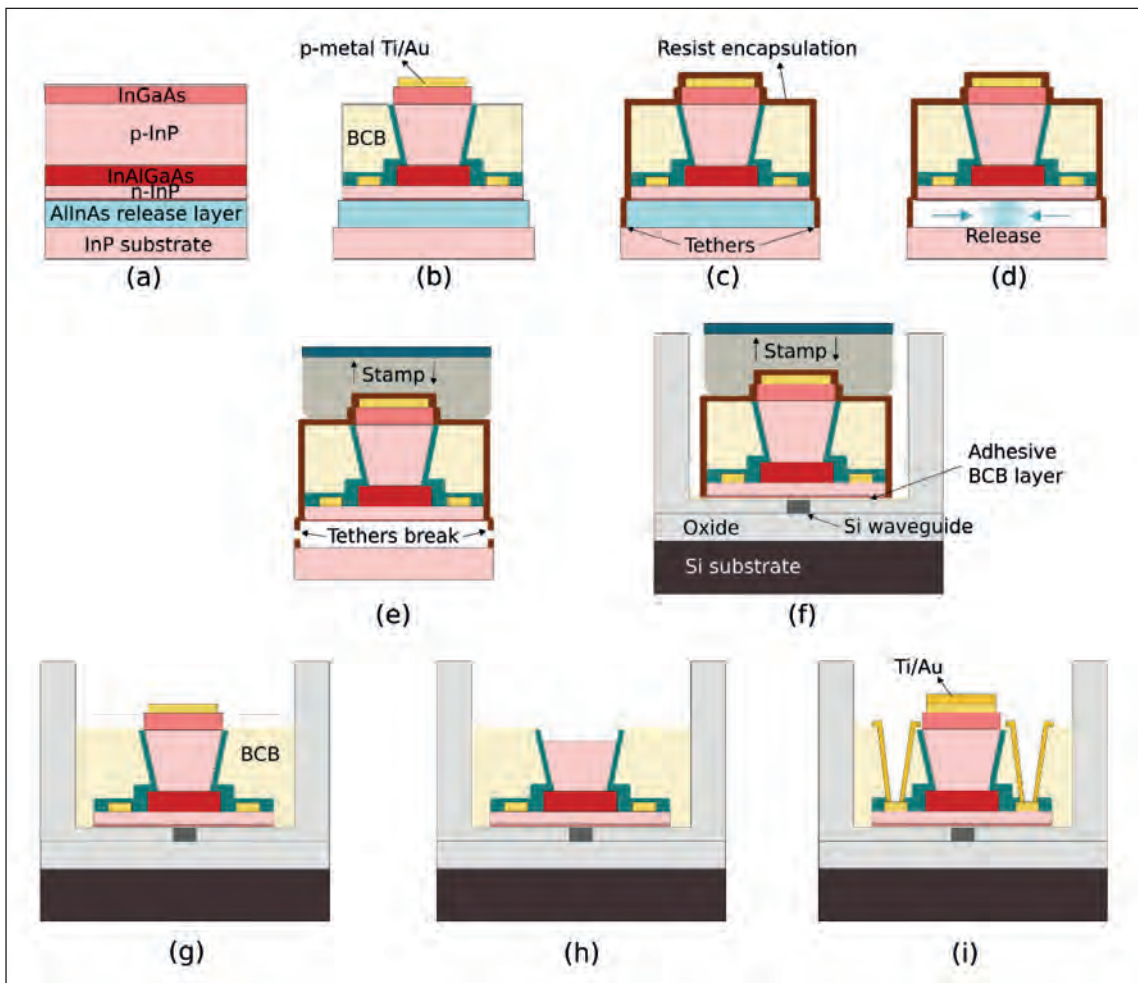 p-metal Ti/Au
Resist encapsulation
InGaAs
p-InP
InAlGaAs
n-InP
AlInAs release layer
InP substrate
(a)
BCB
(b)
Tethers
(c)
Release
(d)
Stamp
Tethers break
(e)
Stamp
Adhesive
BCB layer
Oxide
Si waveguide
Si substrate
(f)
BCB
(g)
(h)
Ti/Au
(i)